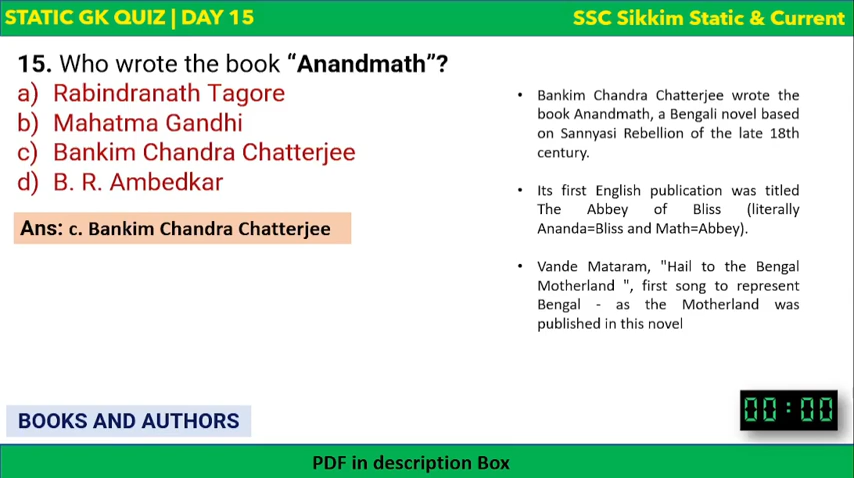 STATIC GK QUIZ | DAY 15
SSC Sikkim Static & Current
15. Who wrote the book “Anandmath”?
a) Rabindranath Tagore
b) Mahatma Gandhi
c) Bankim Chandra Chatterjee
d) B. R. Ambedkar
Ans: c. Bankim Chandra Chatterjee
• Bankim Chandra Chatterjee wrote the
book Anandmath, a Bengali novel based
on Sannyasi Rebellion of the late 18th
century.
• Its first English publication was titled
The Abbey of Bliss (literally
Ananda=Bliss and Math=Abbey).
• Vande Mataram, "Hail to the Bengal
Motherland ", first song to represent
Bengal - as the Motherland was
published in this novel
BOOKS AND AUTHORS
00:00
PDF in description Box